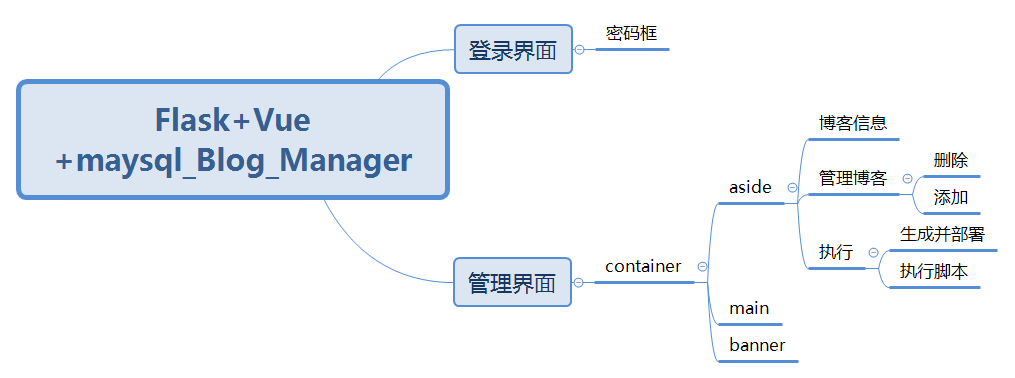 Flask+Vue
+maysql_Blog_Manager
登录界面
密码框
管理界面
container
aside
博客信息
管理博客
删除
添加
执行
生成并部署
执行脚本
main
banner